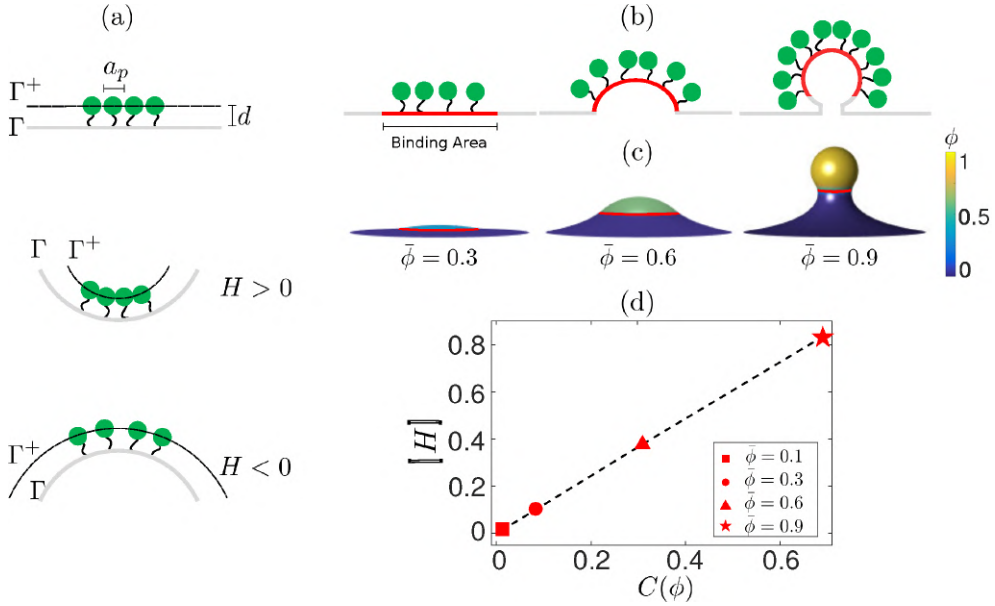 (a)
a_p
Γ⁺
Γ
d
Γ
Γ⁺
H > 0
Γ⁺
Γ
H < 0
(b)
Binding Area
(c)
ϕ̄ = 0.3
ϕ̄ = 0.6
ϕ̄ = 0.9
ϕ
1
0.5
0
(d)
0.8
0.6
0.4
0.2
0
⟦H⟧
0
0.2
0.4
0.6
C(ϕ)
ϕ̄ = 0.1
ϕ̄ = 0.3
ϕ̄ = 0.6
ϕ̄ = 0.9